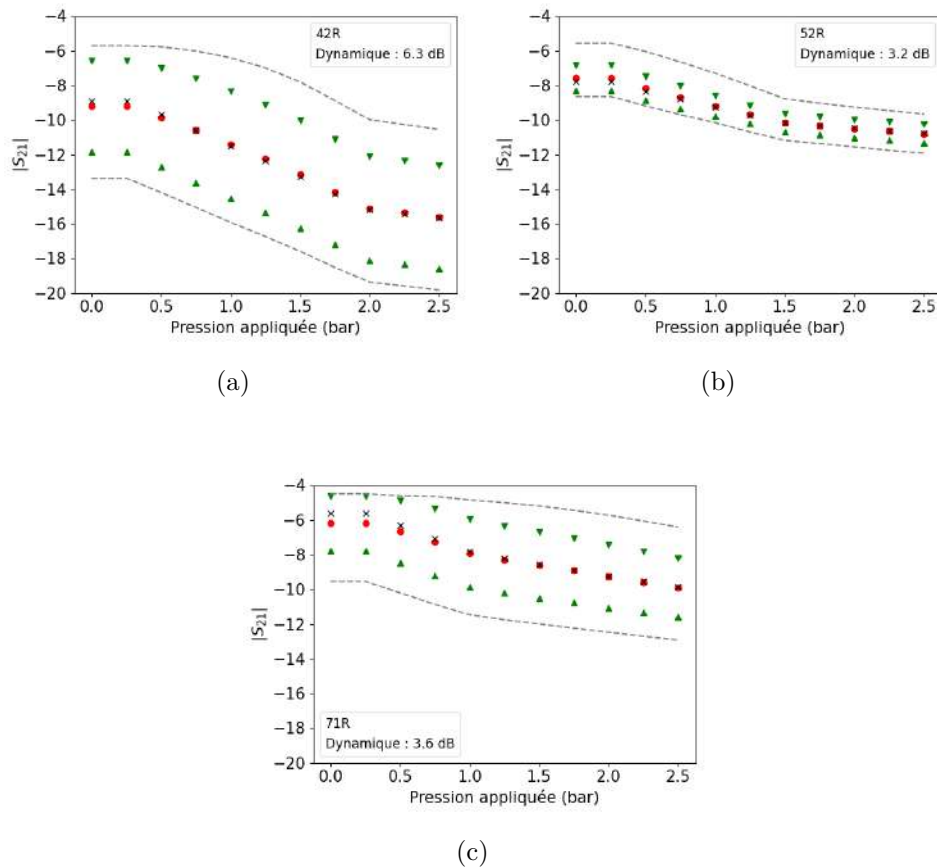 42R
Dynamique : 6.3 dB
|S21|
−4
−6
−8
−10
−12
−14
−16
−18
−20
0.0 0.5 1.0 1.5 2.0 2.5
Pression appliquée (bar)
(a)
52R
Dynamique : 3.2 dB
|S21|
−4
−6
−8
−10
−12
−14
−16
−18
−20
0.0 0.5 1.0 1.5 2.0 2.5
Pression appliquée (bar)
(b)
|S21|
−4
−6
−8
−10
−12
−14
−16
−18
−20
71R
Dynamique : 3.6 dB
0.0 0.5 1.0 1.5 2.0 2.5
Pression appliquée (bar)
(c)